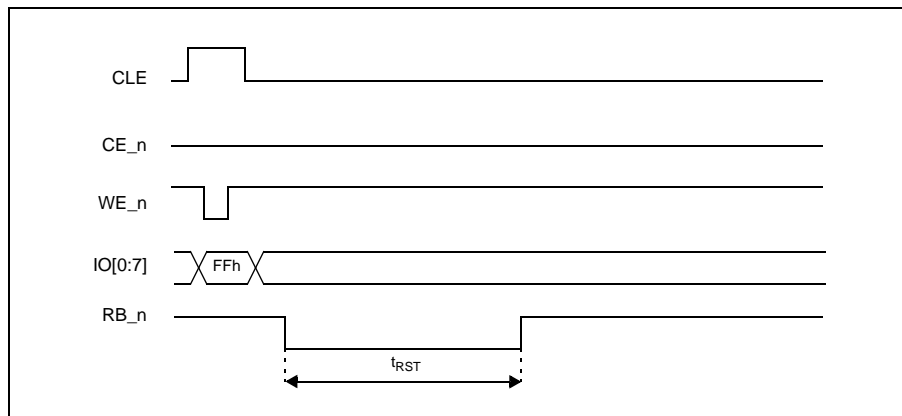 CLE
CE_n
WE_n
IO[0:7] FFh
RB_n
tRST